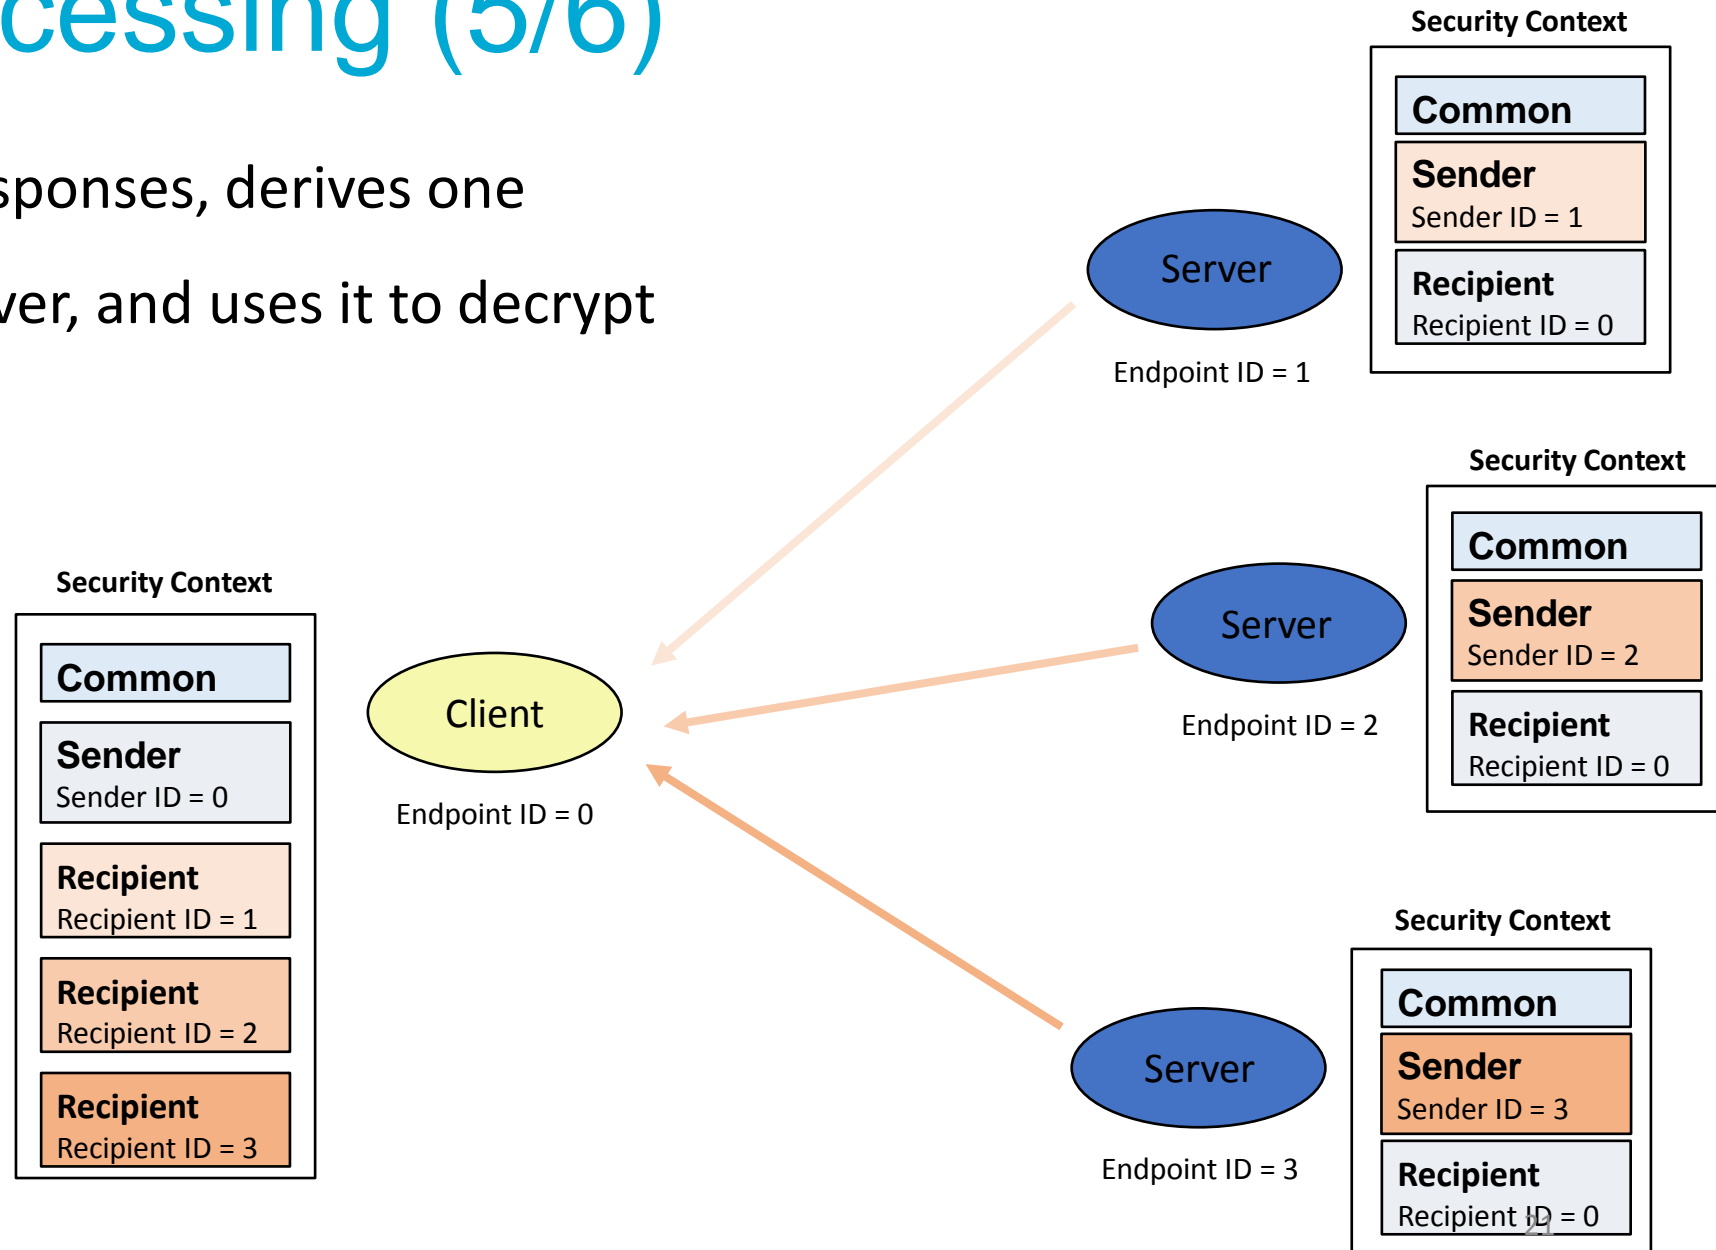 cessing (5/6)
sponses, derives one
ver, and uses it to decrypt
Security Context
Common
Sender
Sender ID = 1
Recipient
Recipient ID = 0
Server
Endpoint ID = 1
Security Context
Common
Sender
Sender ID = 2
Recipient
Recipient ID = 0
Server
Endpoint ID = 2
Security Context
Common
Sender
Sender ID = 0
Recipient
Recipient ID = 1
Recipient
Recipient ID = 2
Recipient
Recipient ID = 3
Client
Endpoint ID = 0
Security Context
Common
Sender
Sender ID = 3
Recipient
Recipient ID = 0
Server
Endpoint ID = 3
21